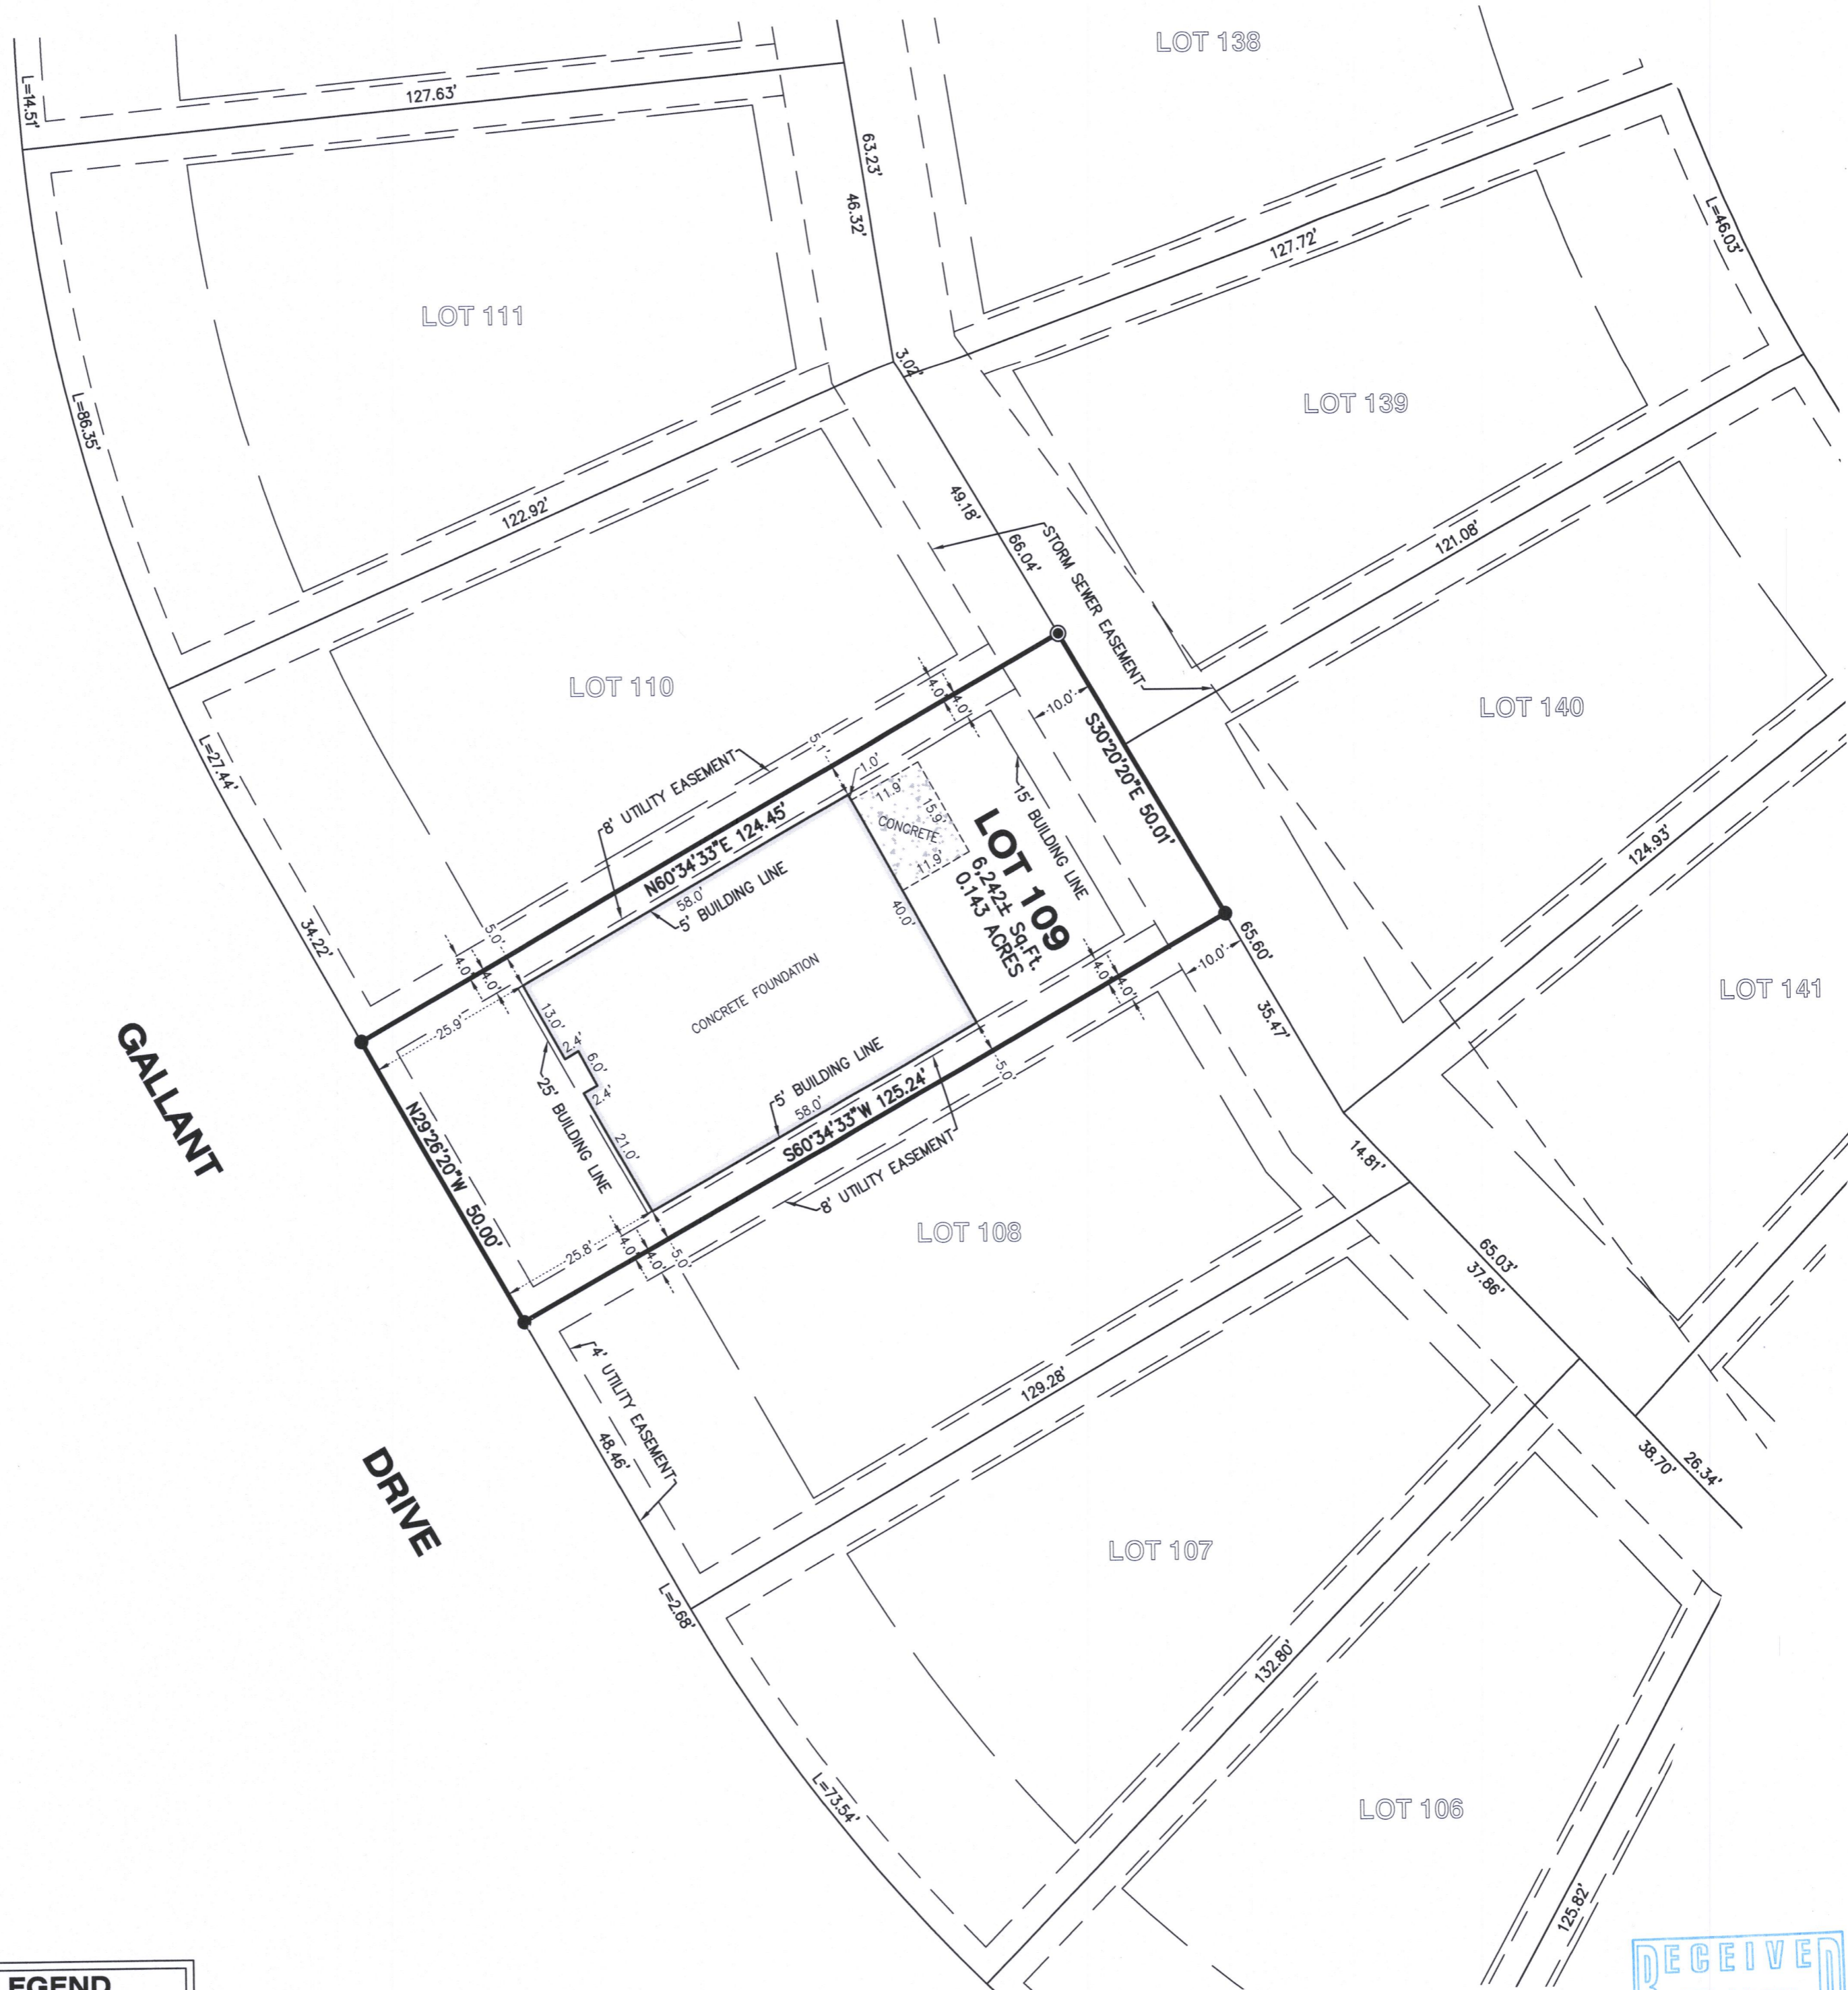 LOT 138
L=14.51'
127.63'
63.23'
46.32'
127.72'
L=46.03'
LOT 111
3.02'
LOT 139
L=86.35'
122.92'
49.18'
66.04'
STORM SEWER EASEMENT
121.08'
LOT 110
LOT 140
L=27.44'
4.0'
4.0'
10.0'
S30°20'20"E 50.01'
5.1'
1.0'
8' UTILITY EASEMENT
N60°34'33"E 124.45'
58.0'
5' BUILDING LINE
11.9'
15.9'
CONCRETE
11.9'
15' BUILDING LINE
LOT 109
6,242± Sq.Ft.
0.143 ACRES
40.0'
124.93'
34.22'
5.0'
4.0'
4.0'
25.9'
CONCRETE FOUNDATION
13.0'
2.4'
6.0'
2.4'
21.0'
25' BUILDING LINE
5' BUILDING LINE
58.0'
S60°34'33"W 125.24'
8' UTILITY EASEMENT
5.0'
4.0'
4.0'
10.0'
65.60'
35.47'
LOT 141
GALLANT
DRIVE
N29°26'20"W 50.00'
25.8'
4.0'
4.0'
5.0'
LOT 108
14.81'
65.03'
37.86'
4' UTILITY EASEMENT
48.46'
129.28'
38.70'
26.34'
LOT 107
L=2.68'
132.80'
L=73.54'
LOT 106
125.82'
EGEND
RECEIVED